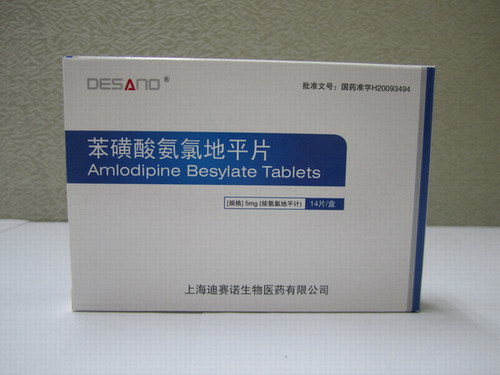 DESANO®
批准文号：国药准字H20093494
苯磺酸氨氯地平片
Amlodipine Besylate Tablets
[规格] 5mg (按氨氯地平计) 14片/盒
上海迪赛诺生物医药有限公司